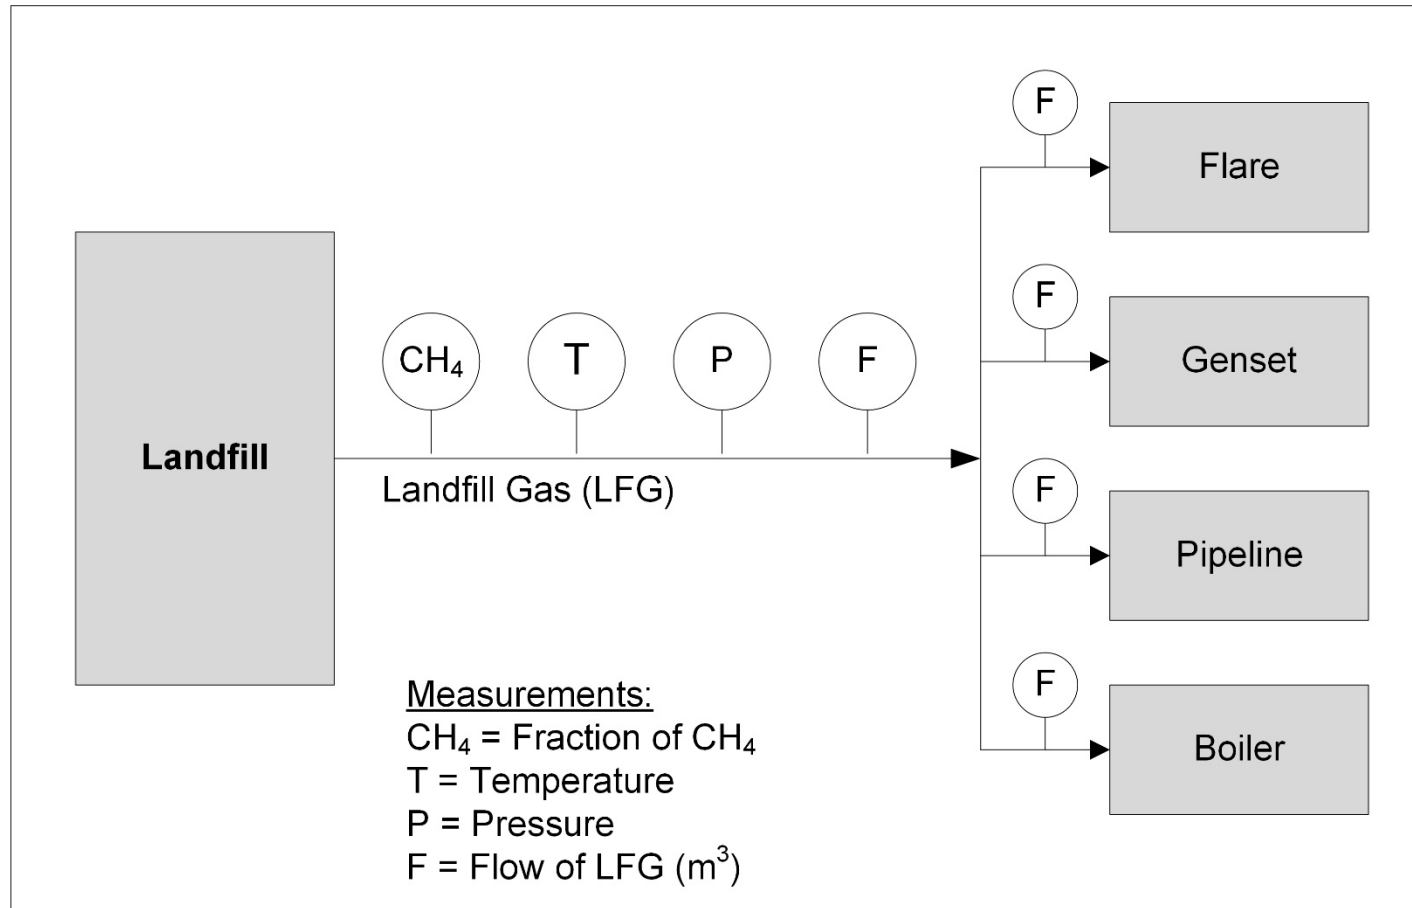 F
Flare
F
Genset
CH₄
T
P
F
Landfill
Landfill Gas (LFG)
F
Pipeline
F
Boiler
Measurements:
CH₄ = Fraction of CH₄
T = Temperature
P = Pressure
F = Flow of LFG (m³)